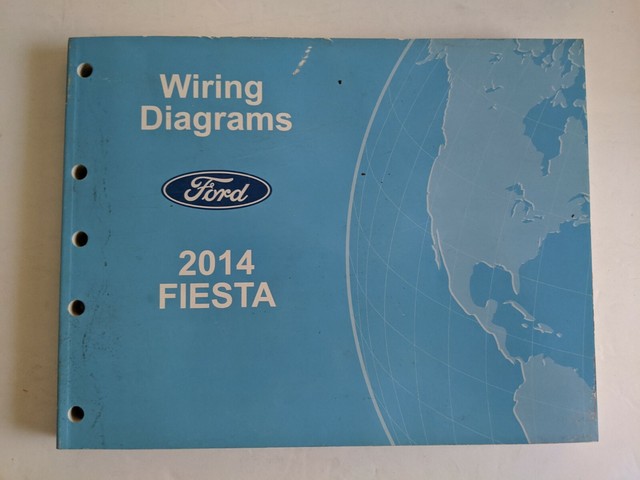 Wiring
Diagrams
Ford
2014
FIESTA